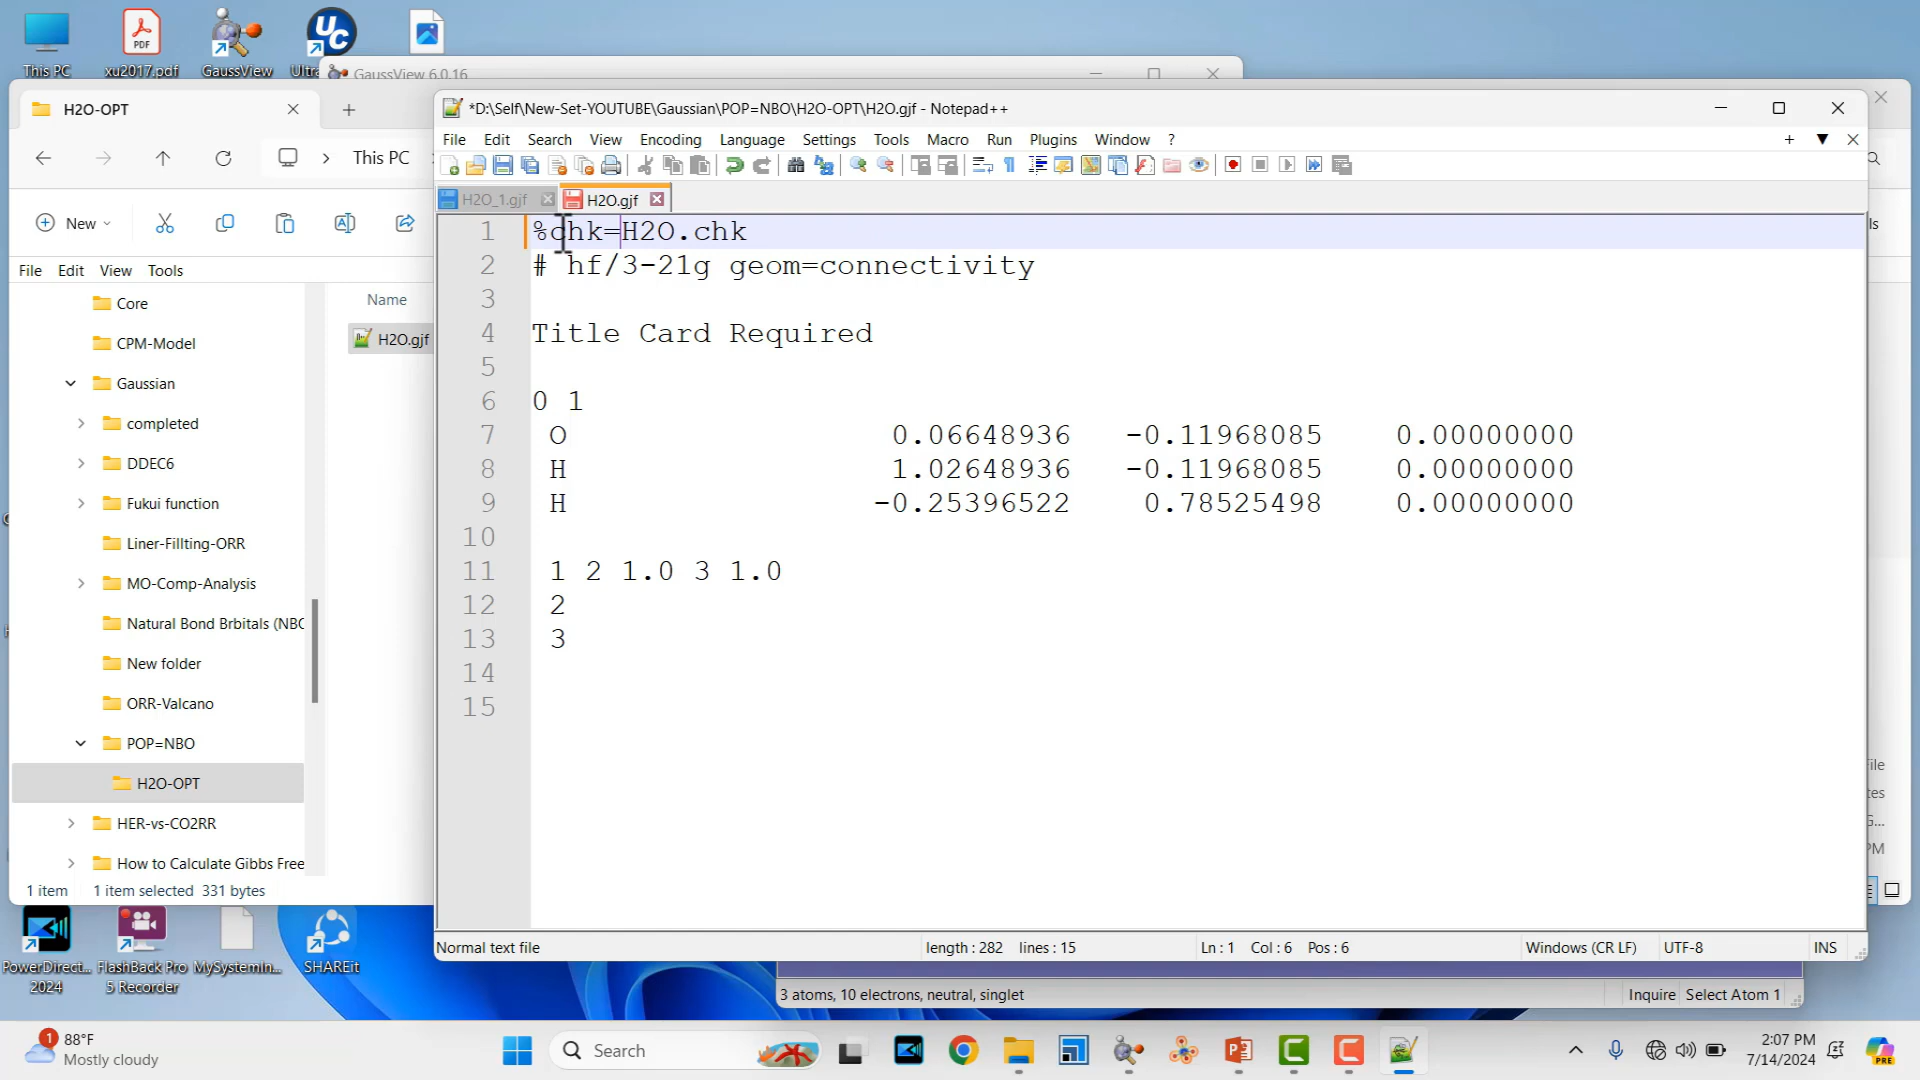 This PC
xu2017.pdf
GaussView
Ultra
GaussView 6.0.16
H2O-OPT
*D:\Self\New-Set-YOUTUBE\Gaussian\POP=NBO\H2O-OPT\H2O.gjf - Notepad++
File Edit Search View Encoding Language Settings Tools Macro Run Plugins Window ?
This PC
H2O_1.gjf
H2O.gjf
New
File Edit View Tools
Name
H2O.gjf
Core
CPM-Model
Gaussian
completed
DDEC6
Fukui function
Liner-Fillting-ORR
MO-Comp-Analysis
Natural Bond Brbitals (NBO
New folder
ORR-Valcano
POP=NBO
H2O-OPT
HER-vs-CO2RR
How to Calculate Gibbs Free
1 item 1 item selected 331 bytes
1 %chk=H2O.chk
2 # hf/3-21g geom=connectivity
3
4 Title Card Required
5
6 0 1
7 O 0.06648936 -0.11968085 0.00000000
8 H 1.02648936 -0.11968085 0.00000000
9 H -0.25396522 0.78525498 0.00000000
10
11 1 2 1.0 3 1.0
12 2
13 3
14
15
Normal text file length : 282 lines : 15 Ln : 1 Col : 6 Pos : 6 Windows (CR LF) UTF-8 INS
3 atoms, 10 electrons, neutral, singlet Inquire Select Atom 1
PowerDirect... 2024
FlashBack Pro 5 Recorder
MySystemin...
SHAREit
88°F
Mostly cloudy
Search
2:07 PM
7/14/2024
PRE